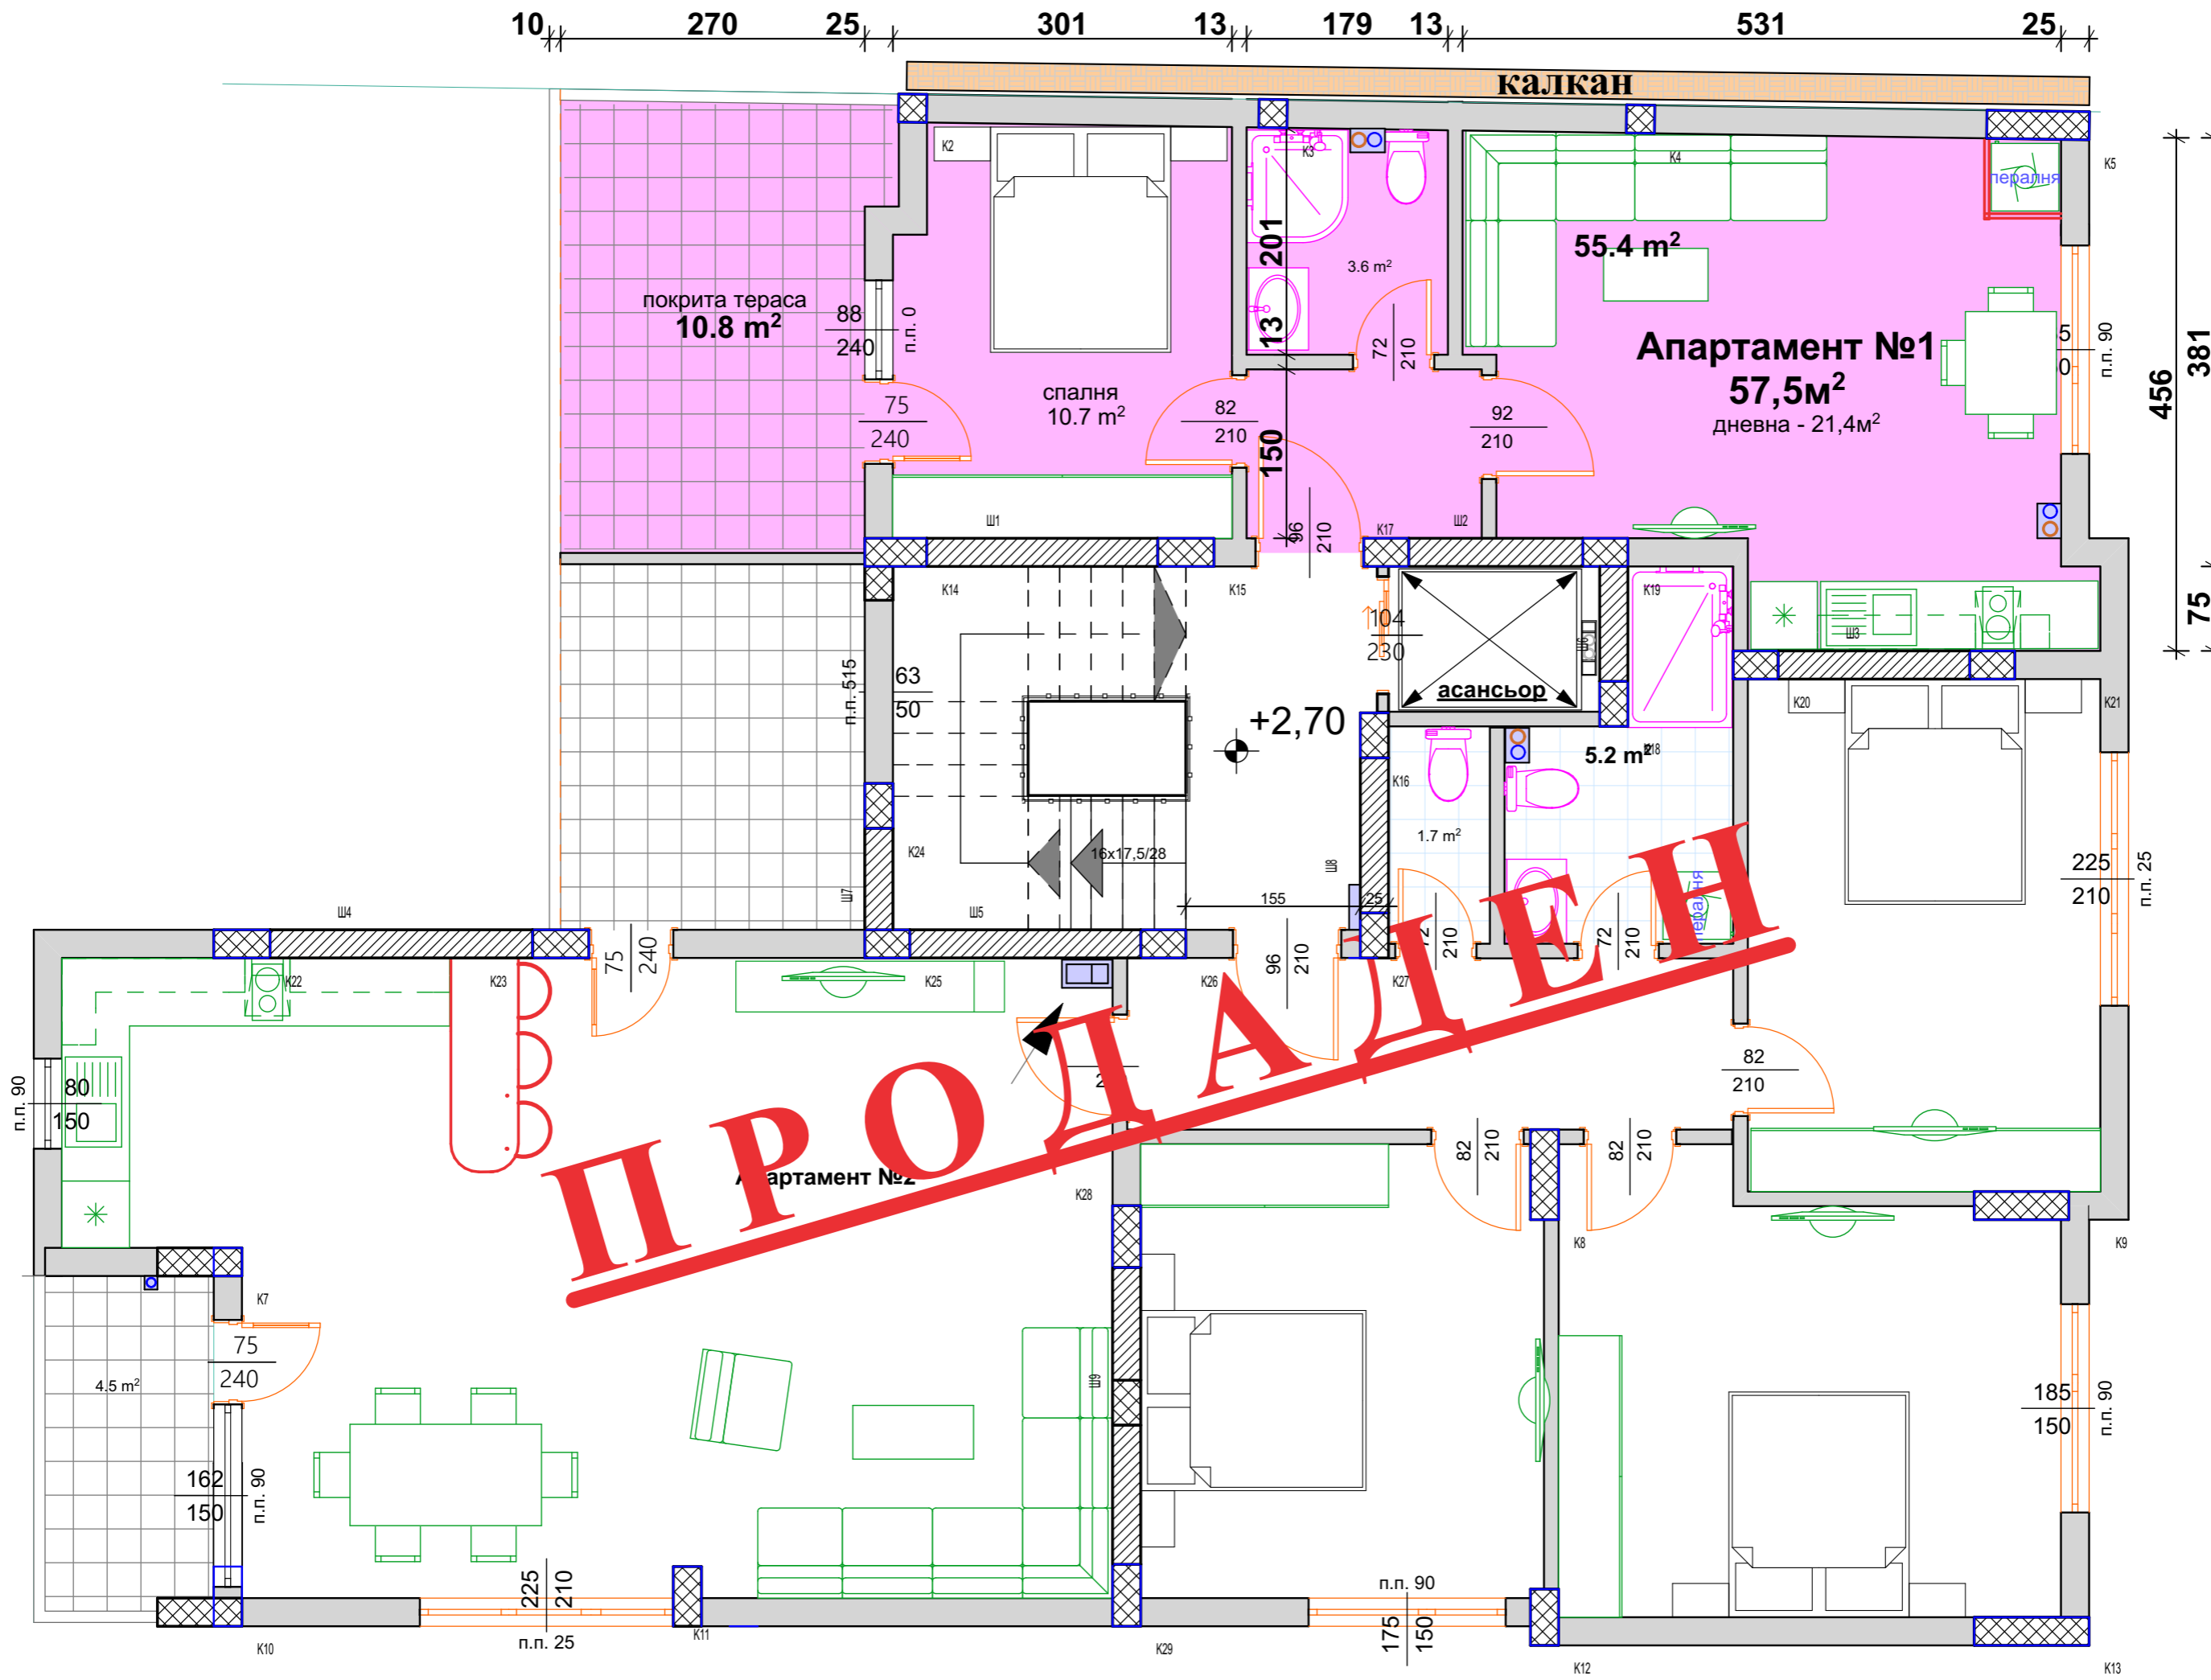 10 270 25 301 13 179 13 531 25
калкан
К2
К3
К4
К5
пералня
201
3.6 m²
55.4 m²
покрита тераса
10.8 m²
88
240
п.п. 0
13
72
210
Апартамент №1
57,5м²
дневна - 21,4м²
п.п. 90
381
456
спалня
10.7 m²
75
240
82
210
150
92
210
Ш1
96
210
К17
Ш2
К14
К15
104
230
К19
Ш3
75
Ш6
асансьор
п.п. 515
63
50
+2,70
5.2 m²
К18
К20
К21
К16
1.7 m²
К24
16x17,5/28
Ш8
225
210
п.п. 25
Ш7
155
25
Ш4
Ш5
75
240
72
210
72
210
96
210
К22
К23
К25
К26
К27
п.п. 90
80
150
82
210
ПРОДАДЕН
82
210
82
210
Апартамент №2
К28
К7
К8
К9
75
240
4.5 m²
Ш9
185
150
п.п. 90
162
150
п.п. 90
225
210
п.п. 25
п.п. 90
175
150
К10
К11
К29
К12
К13